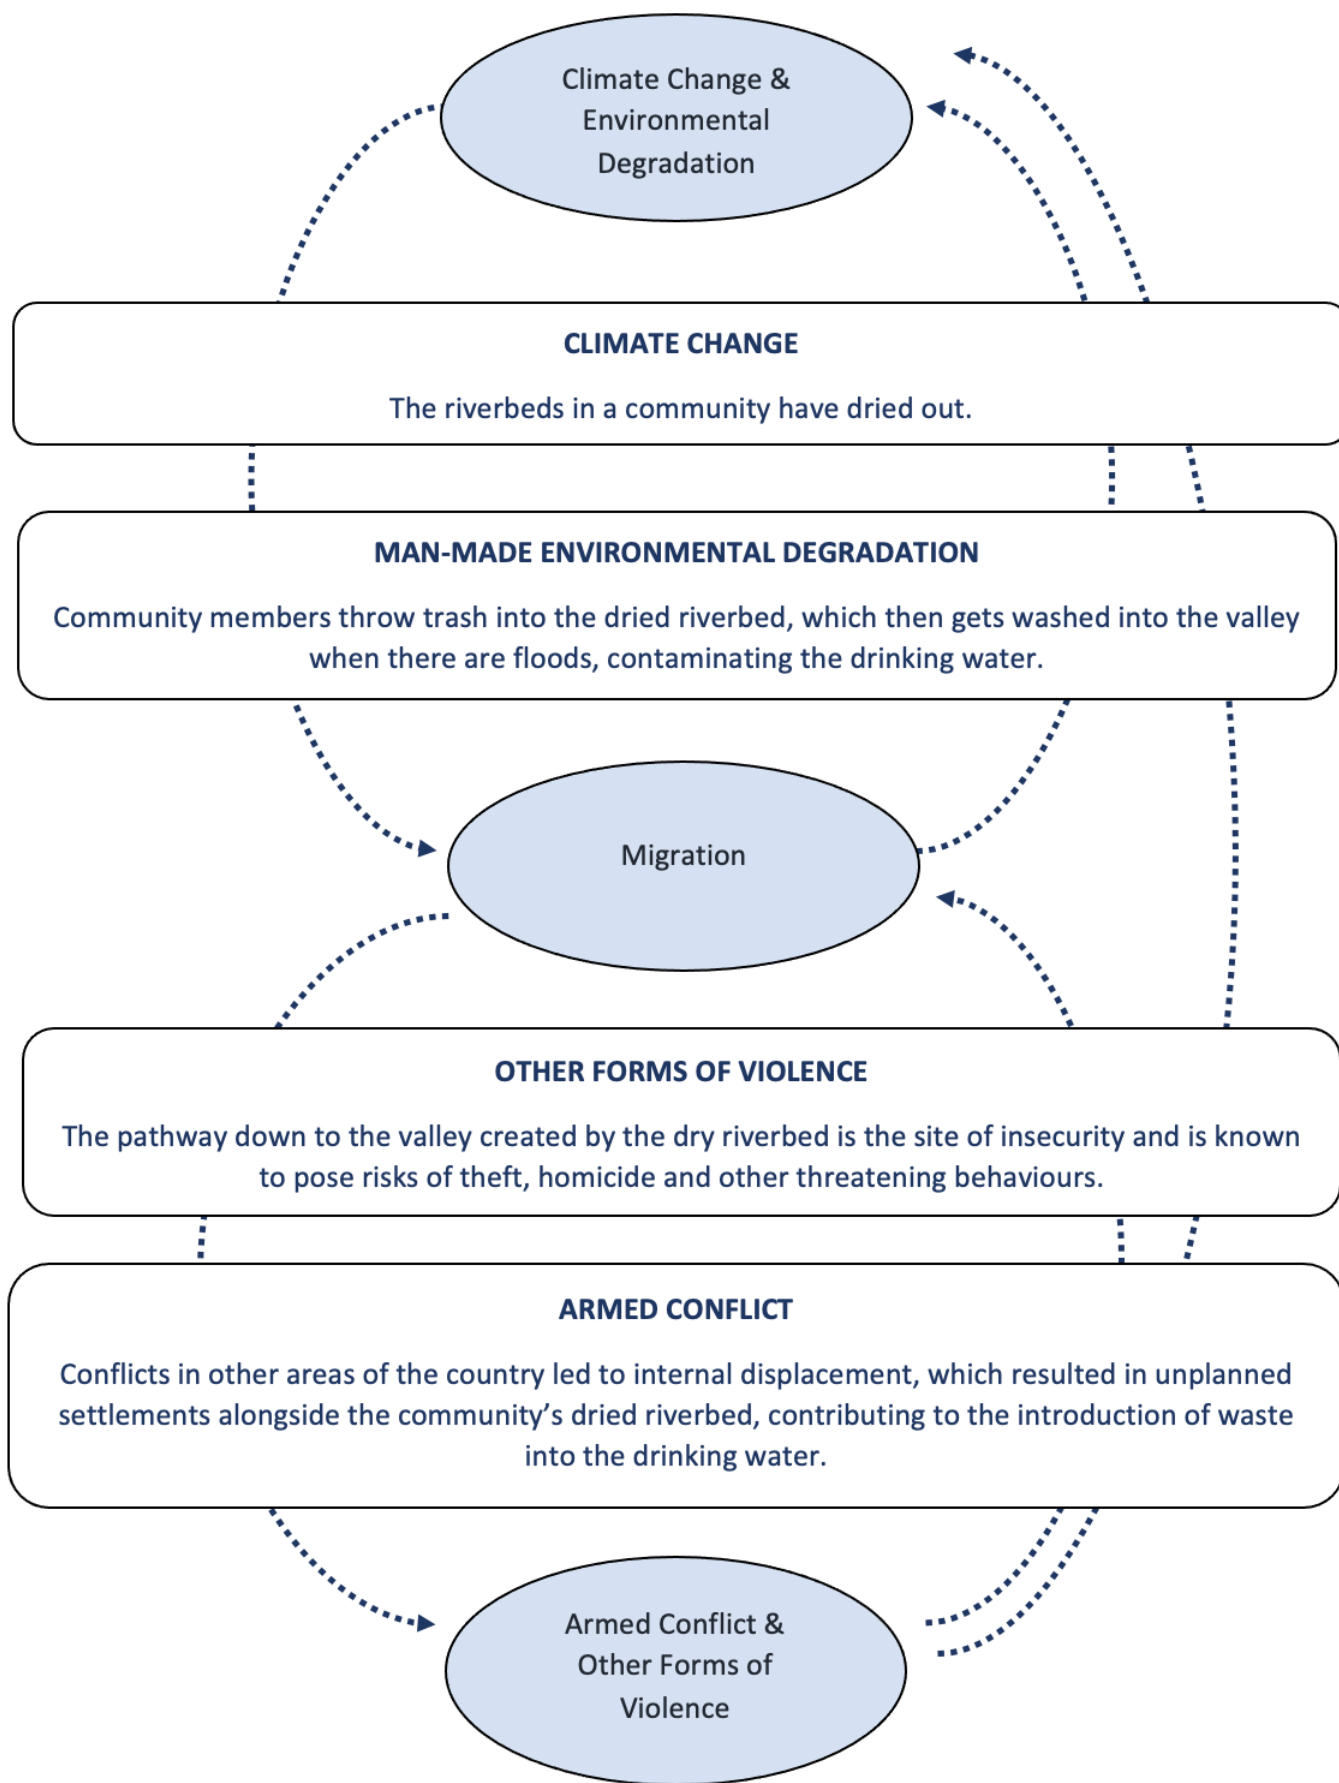 Climate Change &
Environmental
Degradation
CLIMATE CHANGE
The riverbeds in a community have dried out.
MAN-MADE ENVIRONMENTAL DEGRADATION
Community members throw trash into the dried riverbed, which then gets washed into the valley
when there are floods, contaminating the drinking water.
Migration
OTHER FORMS OF VIOLENCE
The pathway down to the valley created by the dry riverbed is the site of insecurity and is known
to pose risks of theft, homicide and other threatening behaviours.
ARMED CONFLICT
Conflicts in other areas of the country led to internal displacement, which resulted in unplanned
settlements alongside the community’s dried riverbed, contributing to the introduction of waste
into the drinking water.
Armed Conflict &
Other Forms of
Violence